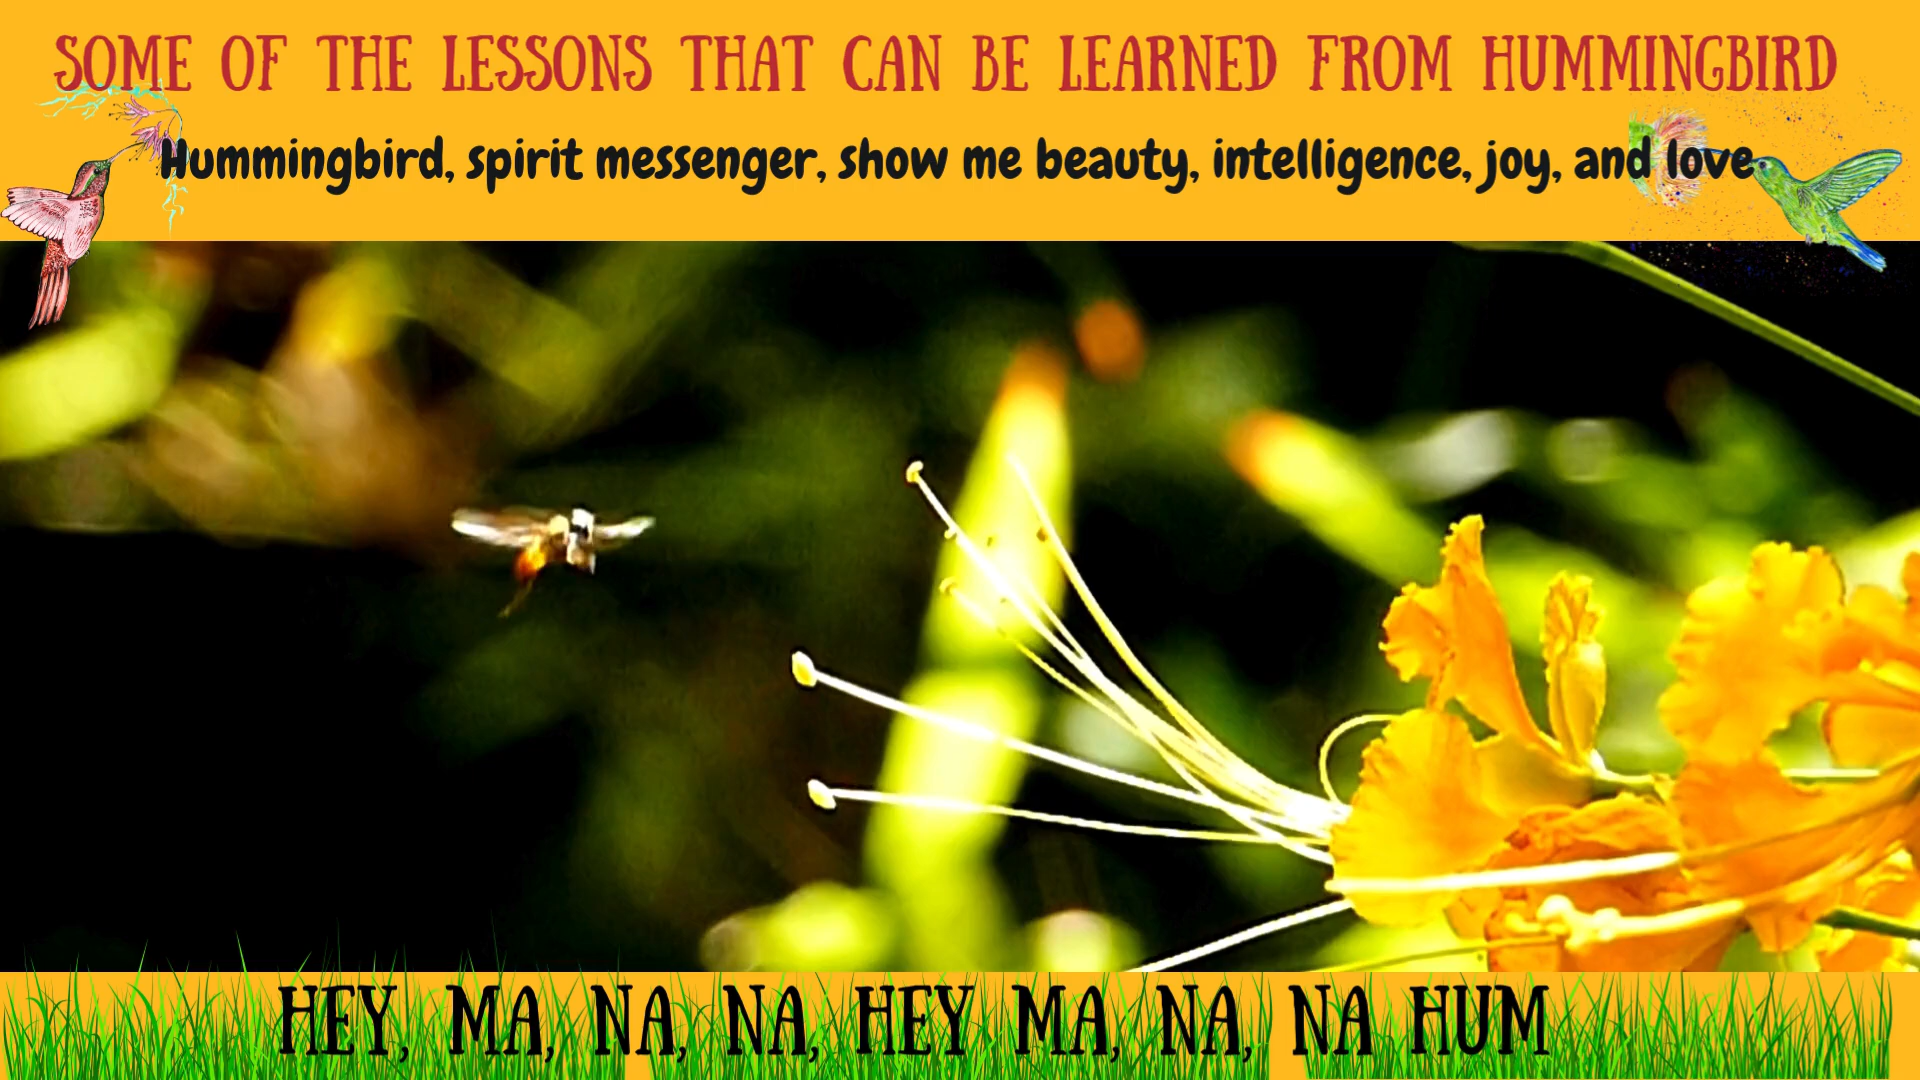 SOME OF THE LESSONS THAT CAN BE LEARNED FROM HUMMINGBIRD
Hummingbird, spirit messenger, show me beauty, intelligence, joy, and love
HEY, MA, NA, NA, HEY MA, NA, NA HUM